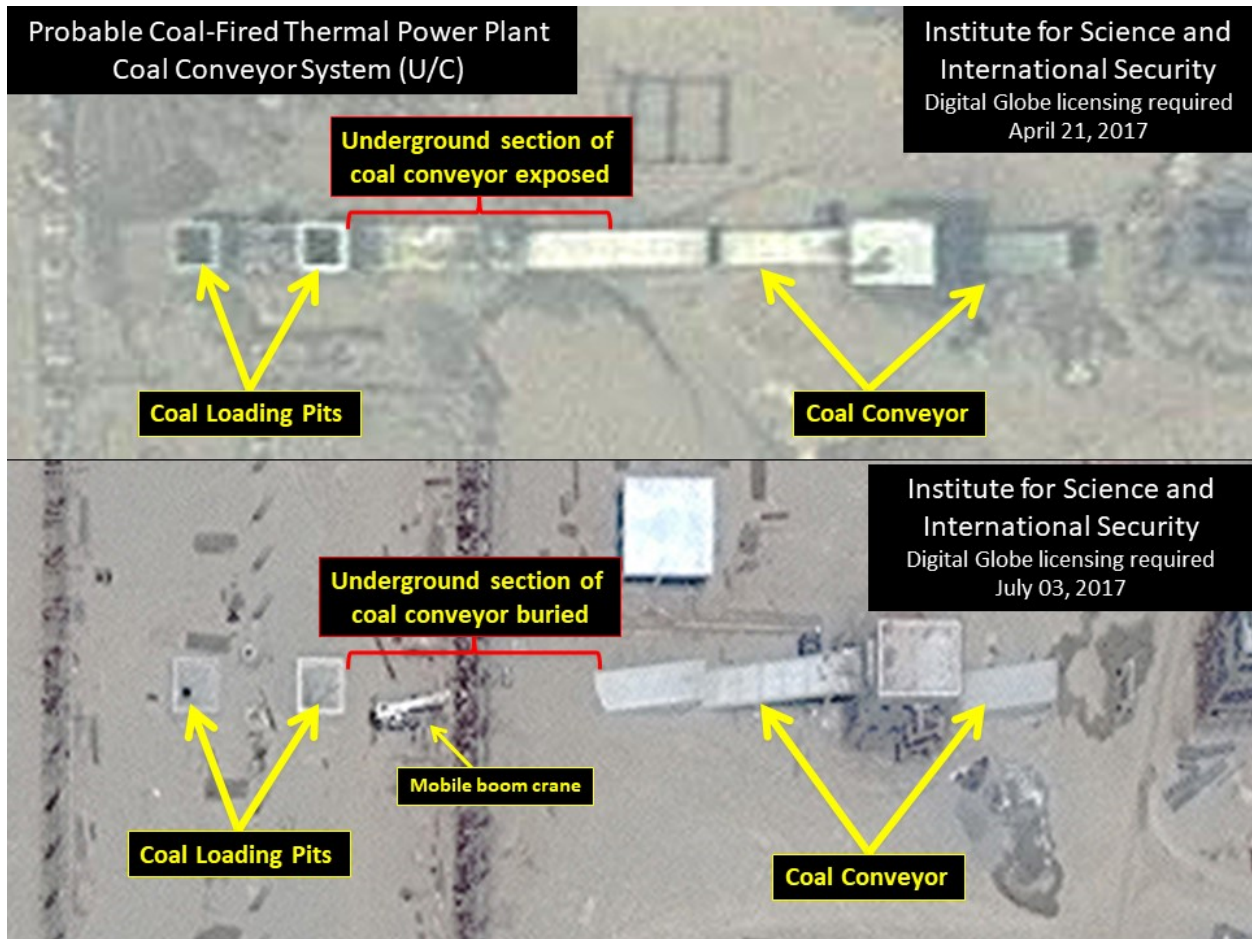 Probable Coal-Fired Thermal Power Plant
Coal Conveyor System (U/C)
Institute for Science and
International Security
Digital Globe licensing required
April 21, 2017
Underground section of
coal conveyor exposed
Coal Loading Pits
Coal Conveyor
Institute for Science and
International Security
Digital Globe licensing required
July 03, 2017
Underground section of
coal conveyor buried
Mobile boom crane
Coal Loading Pits
Coal Conveyor